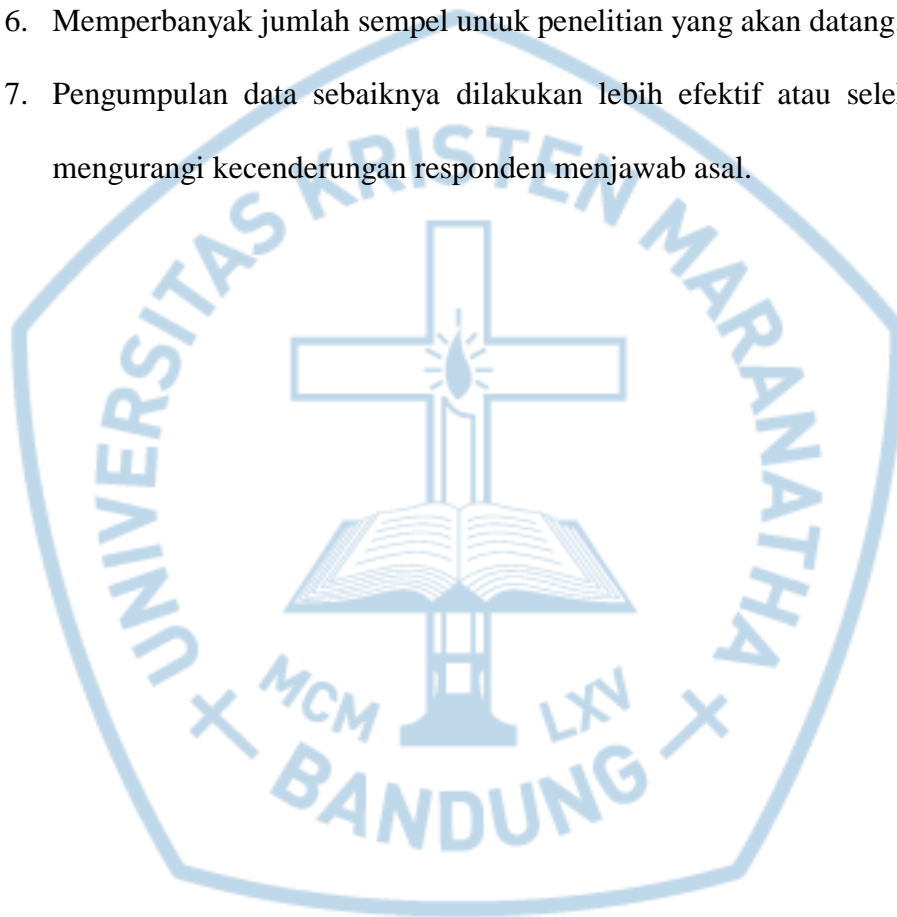 6. Memperbanyak jumlah sempel untuk penelitian yang akan datang.
7. Pengumpulan data sebaiknya dilakukan lebih efektif atau
mengurangi kecenderungan responden menjawab asal.
UNIVERSITAS KRISTEN MARANATHA
MCM LXV
BANDUNG